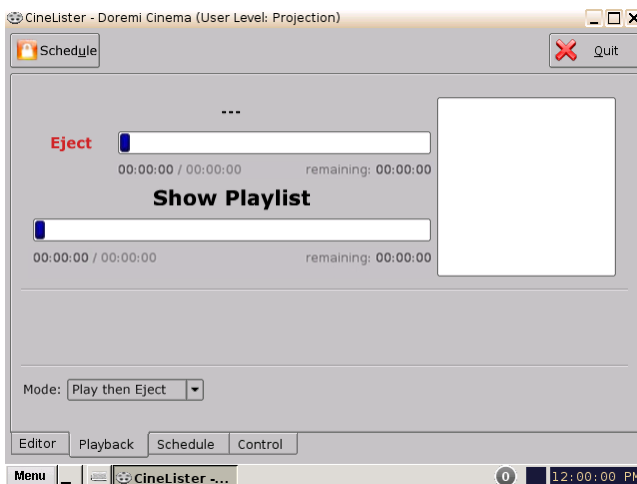 CineLister - Doremi Cinema (User Level: Projection)
Schedule
Quit
---
Eject
00:00:00 / 00:00:00 remaining: 00:00:00
Show Playlist
00:00:00 / 00:00:00 remaining: 00:00:00
Mode: Play then Eject
Editor Playback Schedule Control
Menu CineLister -... 0 12:00:00 PM